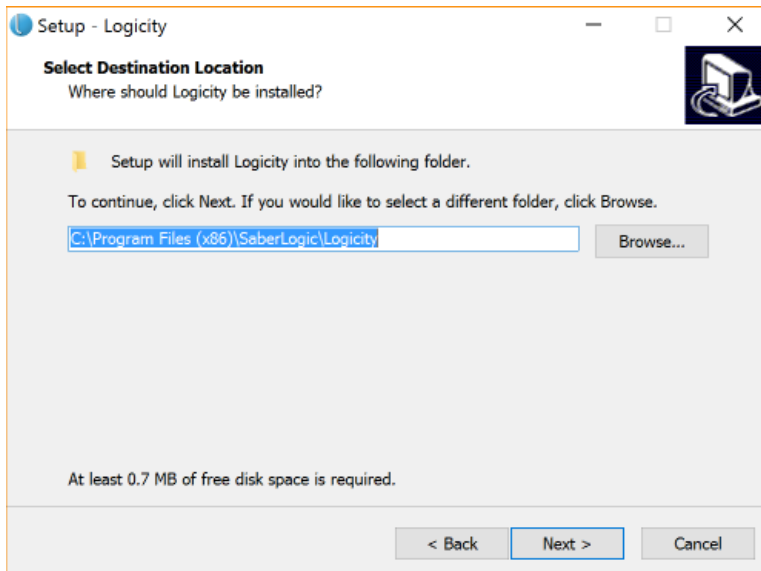 Setup - Logicity
Select Destination Location
Where should Logicity be installed?
Setup will install Logicity into the following folder.
To continue, click Next. If you would like to select a different folder, click Browse.
C:\Program Files (x86)\SaberLogic\Logicity
Browse...
At least 0.7 MB of free disk space is required.
< Back
Next >
Cancel